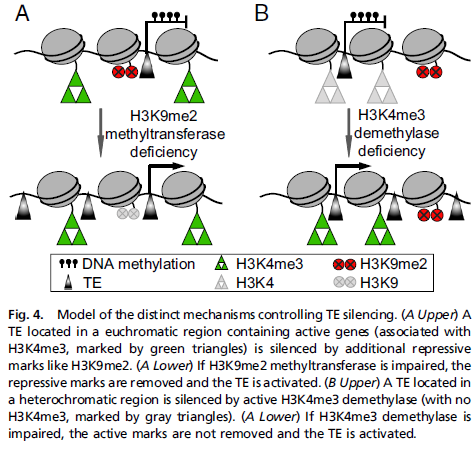 A
B
H3K9me2
methyltransferase
deficiency
H3K4me3
demethylase
deficiency
DNA methylation
H3K4me3
H3K9me2
TE
H3K4
H3K9
Fig. 4. Model of the distinct mechanisms controlling TE silencing. (A Upper) A
TE located in a euchromatic region containing active genes (associated with
H3K4me3, marked by green triangles) is silenced by additional repressive
marks like H3K9me2. (A Lower) If H3K9me2 methyltransferase is impaired, the
repressive marks are removed and the TE is activated. (B Upper) A TE located in
a heterochromatic region is silenced by active H3K4me3 demethylase (with no
H3K4me3, marked by gray triangles). (A Lower) If H3K4me3 demethylase is
impaired, the active marks are not removed and the TE is activated.